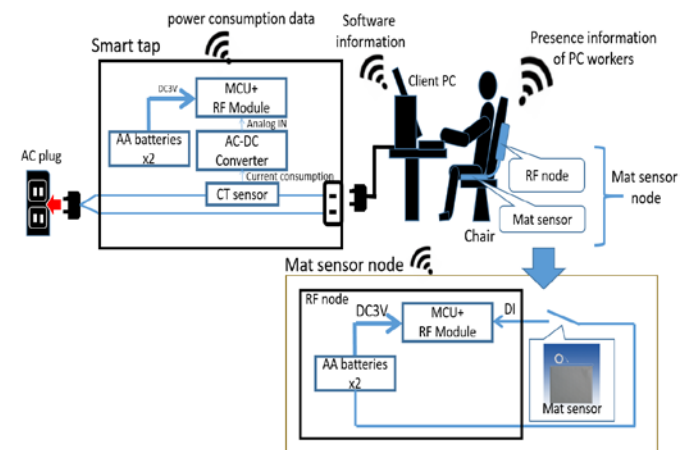 power consumption data
Smart tap
Software
information
Presence information
of PC workers
DC3V
MCU+
RF Module
Client PC
Analog IN
AA batteries
x2
AC-DC
Converter
AC plug
Current consumption
CT sensor
RF node
Mat sensor
node
Mat sensor
Chair
Mat sensor node
RF node
DC3V
MCU+
RF Module
DI
AA batteries
x2
Mat sensor